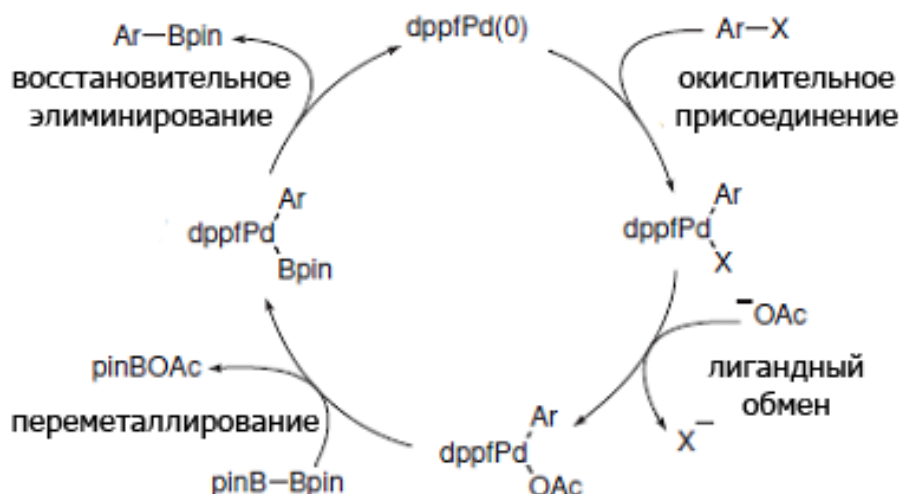 dppfPd(0)
Ar—X
окислительное
присоединение
Ar
dppfPd
X
⁻OAc
лигандный
обмен
X⁻
Ar
dppfPd
OAc
pinB—Bpin
переметаллирование
pinBOAc
Ar
dppfPd
Bpin
Ar—Bpin
восстановительное
элиминирование